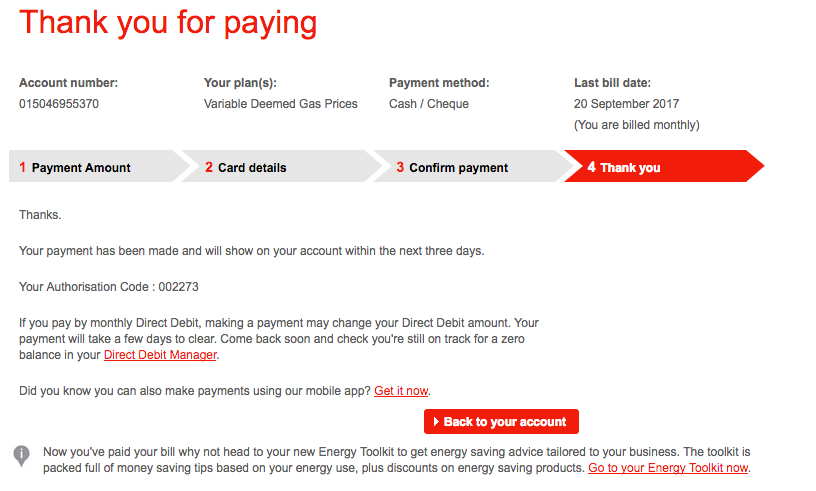 Thank you for paying
Account number:
015046955370
Your plan(s):
Variable Deemed Gas Prices
Payment method:
Cash / Cheque
Last bill date:
20 September 2017
(You are billed monthly)
1 Payment Amount
2 Card details
3 Confirm payment
4 Thank you
Thanks.
Your payment has been made and will show on your account within the next three days.
Your Authorisation Code : 002273
If you pay by monthly Direct Debit, making a payment may change your Direct Debit amount. Your
payment will take a few days to clear. Come back soon and check you're still on track for a zero
balance in your Direct Debit Manager.
Did you know you can also make payments using our mobile app? Get it now.
Back to your account
Now you've paid your bill why not head to your new Energy Toolkit to get energy saving advice tailored to your business. The toolkit is
packed full of money saving tips based on your energy use, plus discounts on energy saving products. Go to your Energy Toolkit now.